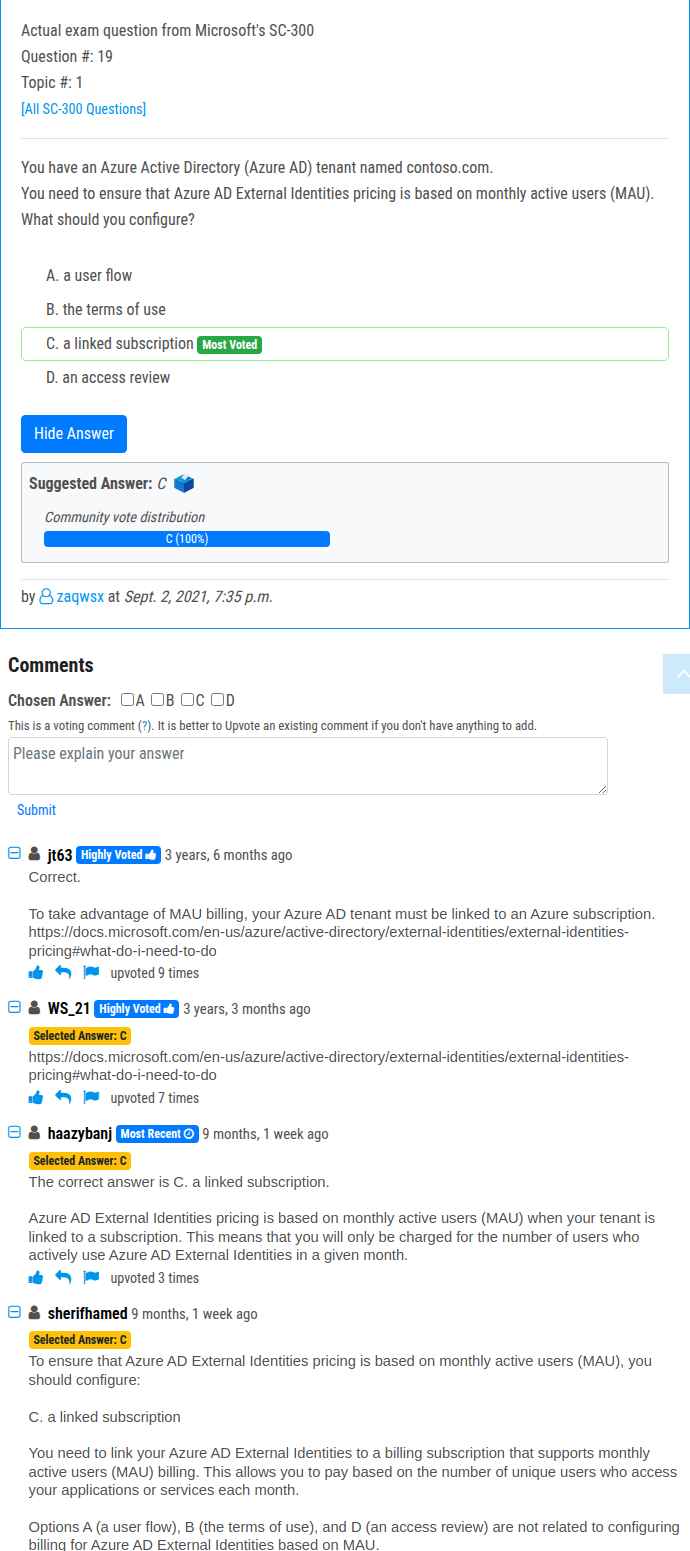 Actual exam question from Microsoft's SC-300
Question #: 19
Topic #: 1
[All SC-300 Questions]
You have an Azure Active Directory (Azure AD) tenant named contoso.com.
You need to ensure that Azure AD External Identities pricing is based on monthly active users (MAU).
What should you configure?
A. a user flow
B. the terms of use
C. a linked subscription Most Voted
D. an access review
Hide Answer
Suggested Answer: C
Community vote distribution
C (100%)
by zaqwsx at Sept. 2, 2021, 7:35 p.m.
Comments
Chosen Answer: A B C D
This is a voting comment (?). It is better to Upvote an existing comment if you don't have anything to add.
Please explain your answer
Submit
jt63 Highly Voted 3 years, 6 months ago
Correct.
To take advantage of MAU billing, your Azure AD tenant must be linked to an Azure subscription.
https://docs.microsoft.com/en-us/azure/active-directory/external-identities/external-identities-
pricing#what-do-i-need-to-do
upvoted 9 times
WS_21 Highly Voted 3 years, 3 months ago
Selected Answer: C
https://docs.microsoft.com/en-us/azure/active-directory/external-identities/external-identities-
pricing#what-do-i-need-to-do
upvoted 7 times
haazybanj Most Recent 9 months, 1 week ago
Selected Answer: C
The correct answer is C. a linked subscription.
Azure AD External Identities pricing is based on monthly active users (MAU) when your tenant is
linked to a subscription. This means that you will only be charged for the number of users who
actively use Azure AD External Identities in a given month.
upvoted 3 times
sherifhamed 9 months, 1 week ago
Selected Answer: C
To ensure that Azure AD External Identities pricing is based on monthly active users (MAU), you
should configure:
C. a linked subscription
You need to link your Azure AD External Identities to a billing subscription that supports monthly
active users (MAU) billing. This allows you to pay based on the number of unique users who access
your applications or services each month.
Options A (a user flow), B (the terms of use), and D (an access review) are not related to configuring
billing for Azure AD External Identities based on MAU.